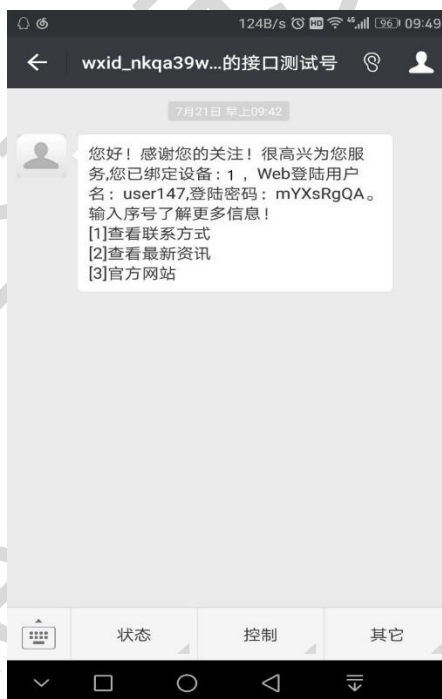 124B/s HD 46 96 09:49
wxid_nkqa39w...的接口测试号
7月21日 早上09:42
您好！感谢您的关注！很高兴为您服
务,您已绑定设备：1 ，Web登陆用户
名：user147,登陆密码：mYXsRgQA。
输入序号了解更多信息！
[1]查看联系方式
[2]查看最新资讯
[3]官方网站
状态 控制 其它